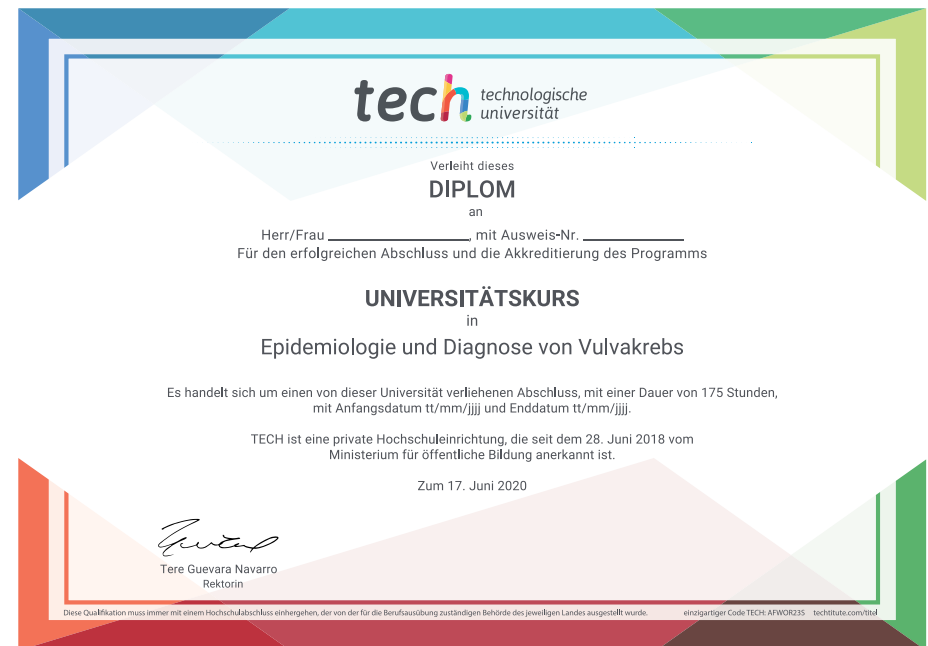 tech technologische
universität
Verleiht dieses
DIPLOM
an
Herr/Frau ____________________, mit Ausweis-Nr. ______________
Für den erfolgreichen Abschluss und die Akkreditierung des Programms
UNIVERSITÄTSKURS
in
Epidemiologie und Diagnose von Vulvakrebs
Es handelt sich um einen von dieser Universität verliehenen Abschluss, mit einer Dauer von 175 Stunden,
mit Anfangsdatum tt/mm/jjjj und Enddatum tt/mm/jjjj.
TECH ist eine private Hochschuleinrichtung, die seit dem 28. Juni 2018 vom
Ministerium für öffentliche Bildung anerkannt ist.
Zum 17. Juni 2020
Tere Guevara Navarro
Rektorin
Diese Qualifikation muss immer mit einem Hochschulabschluss einhergehen, der von der für die Berufsausübung zuständigen Behörde des jeweiligen Landes ausgestellt wurde. einzigartiger Code TECH: AFWOR23S techtitute.com/titel